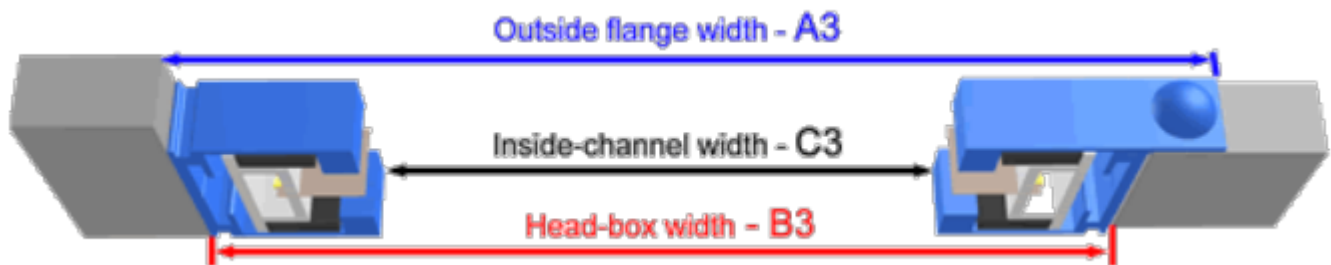 Outside flange width - A3
Inside-channel width - C3
Head-box width - B3